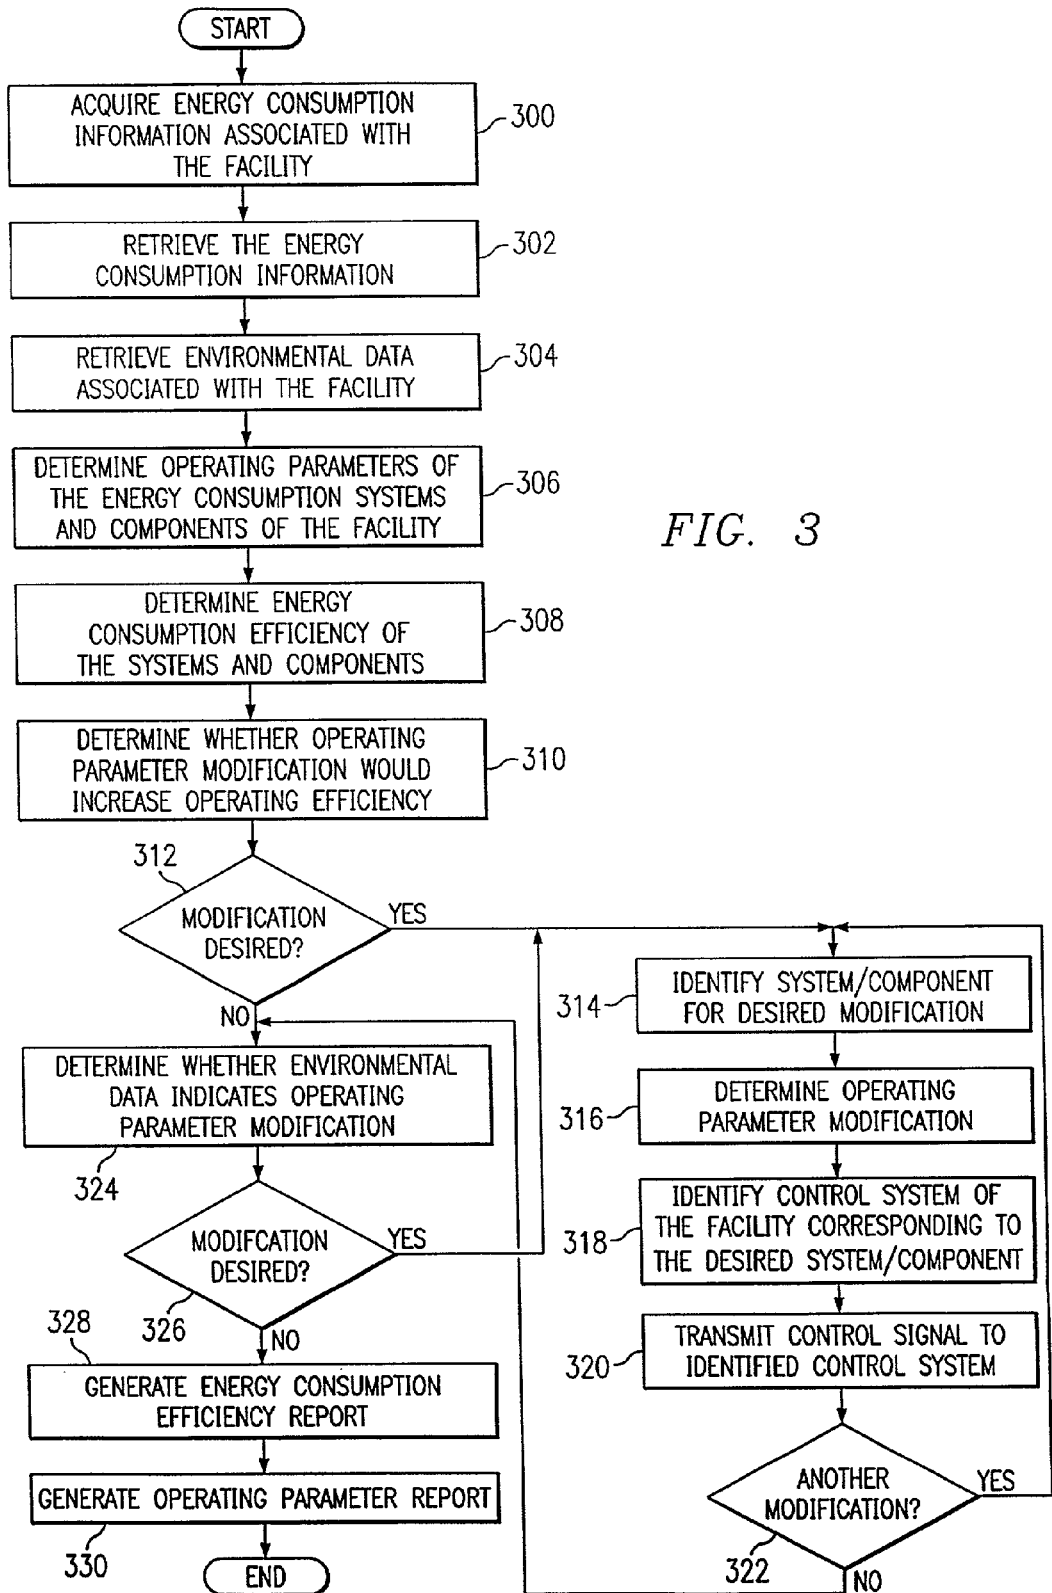 START
ACQUIRE ENERGY CONSUMPTION
INFORMATION ASSOCIATED WITH
THE FACILITY
300
RETRIEVE THE ENERGY
CONSUMPTION INFORMATION
302
RETRIEVE ENVIRONMENTAL DATA
ASSOCIATED WITH THE FACILITY
304
DETERMINE OPERATING PARAMETERS OF
THE ENERGY CONSUMPTION SYSTEMS
AND COMPONENTS OF THE FACILITY
306
FIG. 3
DETERMINE ENERGY
CONSUMPTION EFFICIENCY OF
THE SYSTEMS AND COMPONENTS
308
DETERMINE WHETHER OPERATING
PARAMETER MODIFICATION WOULD
INCREASE OPERATING EFFICIENCY
310
312
MODIFICATION
DESIRED?
YES
NO
DETERMINE WHETHER ENVIRONMENTAL
DATA INDICATES OPERATING
PARAMETER MODIFICATION
324
MODIFCATION
DESIRED?
YES
326
NO
328
GENERATE ENERGY CONSUMPTION
EFFICIENCY REPORT
GENERATE OPERATING PARAMETER REPORT
330
END
IDENTIFY SYSTEM/COMPONENT
FOR DESIRED MODIFICATION
314
DETERMINE OPERATING
PARAMETER MODIFICATION
316
IDENTIFY CONTROL SYSTEM OF
THE FACILITY CORRESPONDING TO
THE DESIRED SYSTEM/COMPONENT
318
TRANSMIT CONTROL SIGNAL TO
IDENTIFIED CONTROL SYSTEM
320
ANOTHER
MODIFICATION?
YES
322
NO